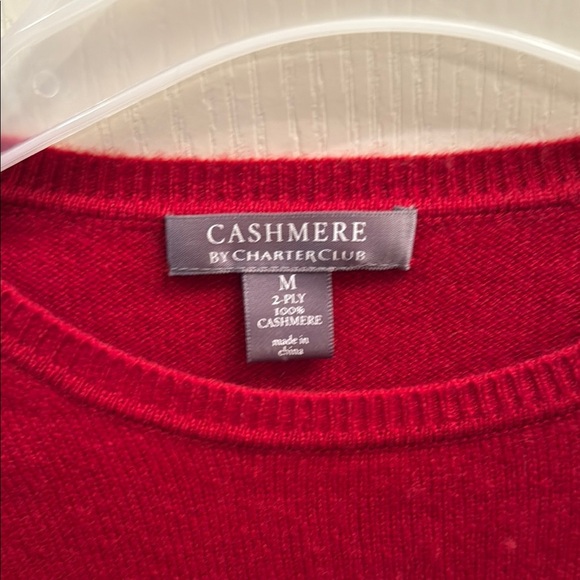 CASHMERE
BY CHARTER CLUB
M
2-PLY
100%
CASHMERE
made in
china